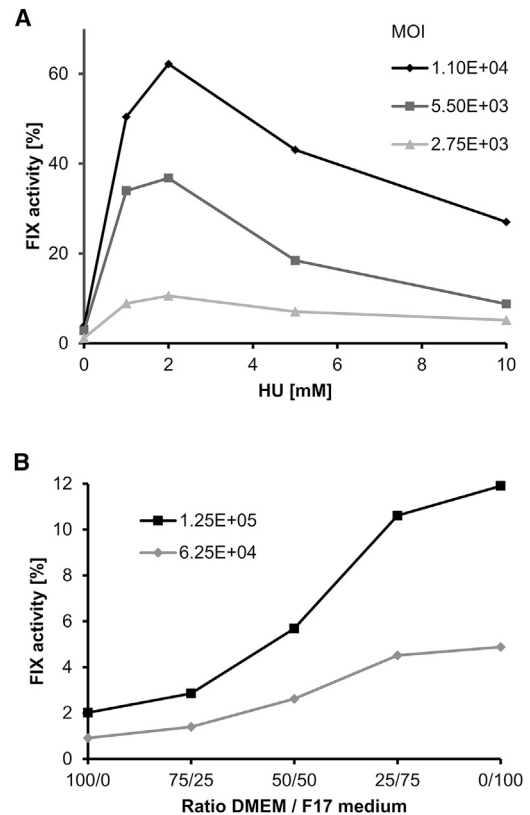 A
MOI
1.10E+04
5.50E+03
2.75E+03
FIX activity [%]
60
40
20
0
0 2 4 6 8 10
HU [mM]
B
1.25E+05
6.25E+04
FIX activity [%]
12
10
8
6
4
2
0
100/0 75/25 50/50 25/75 0/100
Ratio DMEM / F17 medium